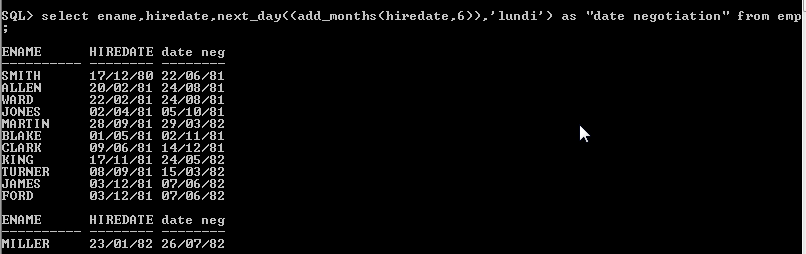 SQL> select ename,hiredate,next_day((add_months(hiredate,6)),'lundi') as "date negotiation" from emp
;
ENAME HIREDATE date neg
---------- -------- --------
SMITH 17/12/80 22/06/81
ALLEN 20/02/81 24/08/81
WARD 22/02/81 24/08/81
JONES 02/04/81 05/10/81
MARTIN 28/09/81 29/03/82
BLAKE 01/05/81 02/11/81
CLARK 09/06/81 14/12/81
KING 17/11/81 24/05/82
TURNER 08/09/81 15/03/82
JAMES 03/12/81 07/06/82
FORD 03/12/81 07/06/82
ENAME HIREDATE date neg
---------- -------- --------
MILLER 23/01/82 26/07/82